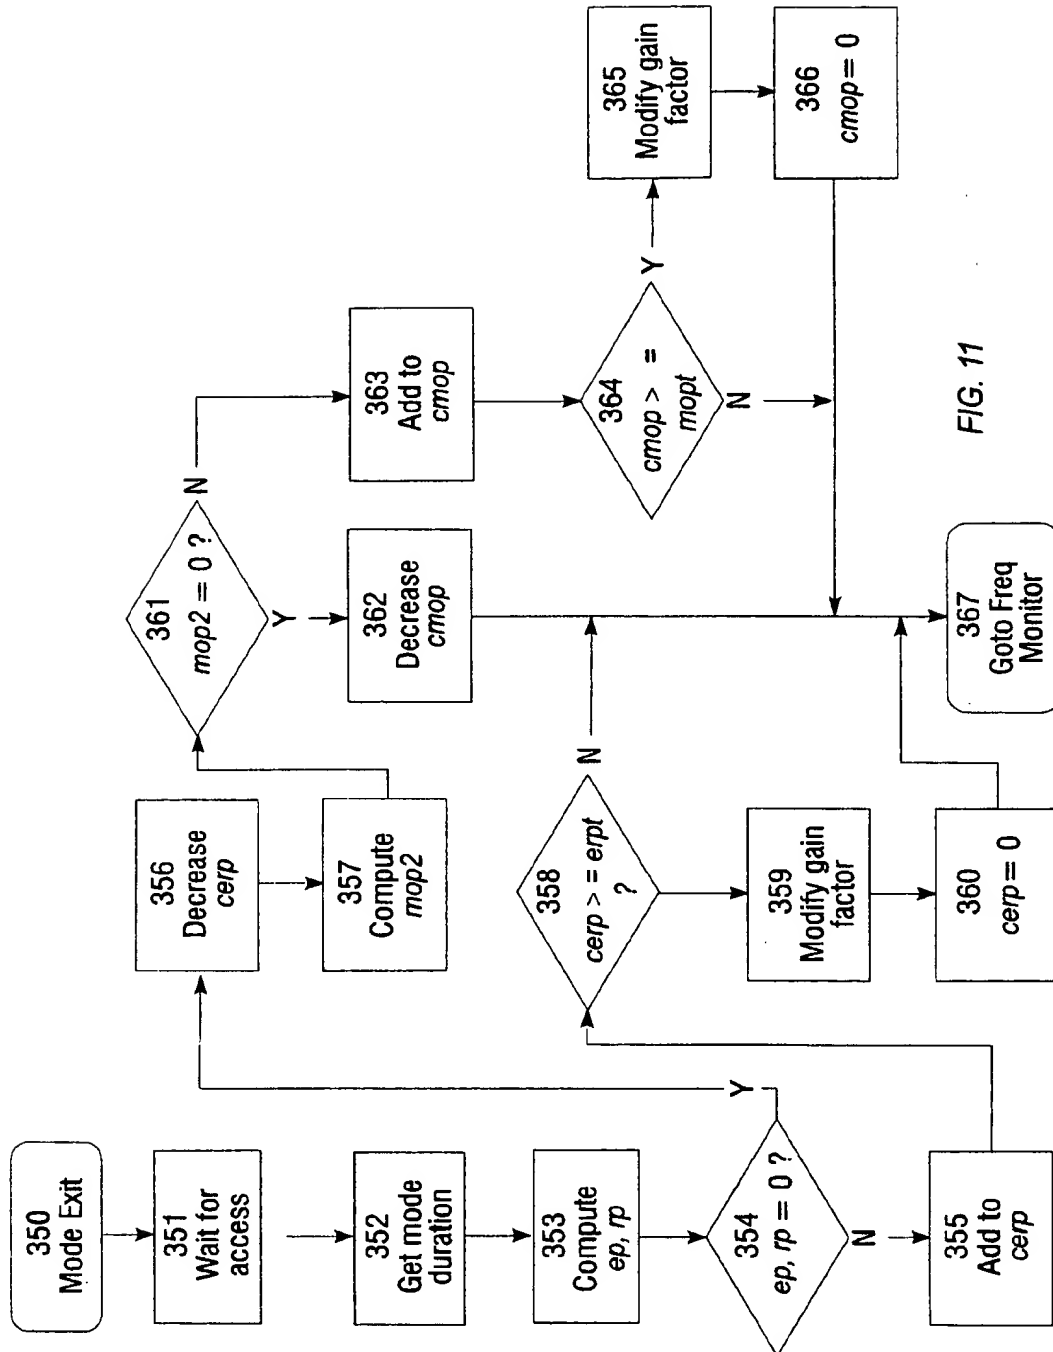 350
Mode Exit
351
Wait for
access
352
Get mode
duration
353
Compute
ep, rp
354
ep, rp = 0 ?
Y
N
355
Add to
cerp
356
Decrease
cerp
357
Compute
mop2
358
cerp > = erpt
?
N
359
Modify gain
factor
360
cerp = 0
361
mop2 = 0 ?
N
Y
362
Decrease
cmop
363
Add to
cmop
364
cmop > =
mopt
Y
N
365
Modify gain
factor
366
cmop = 0
367
Goto Freq
Monitor
FIG. 11